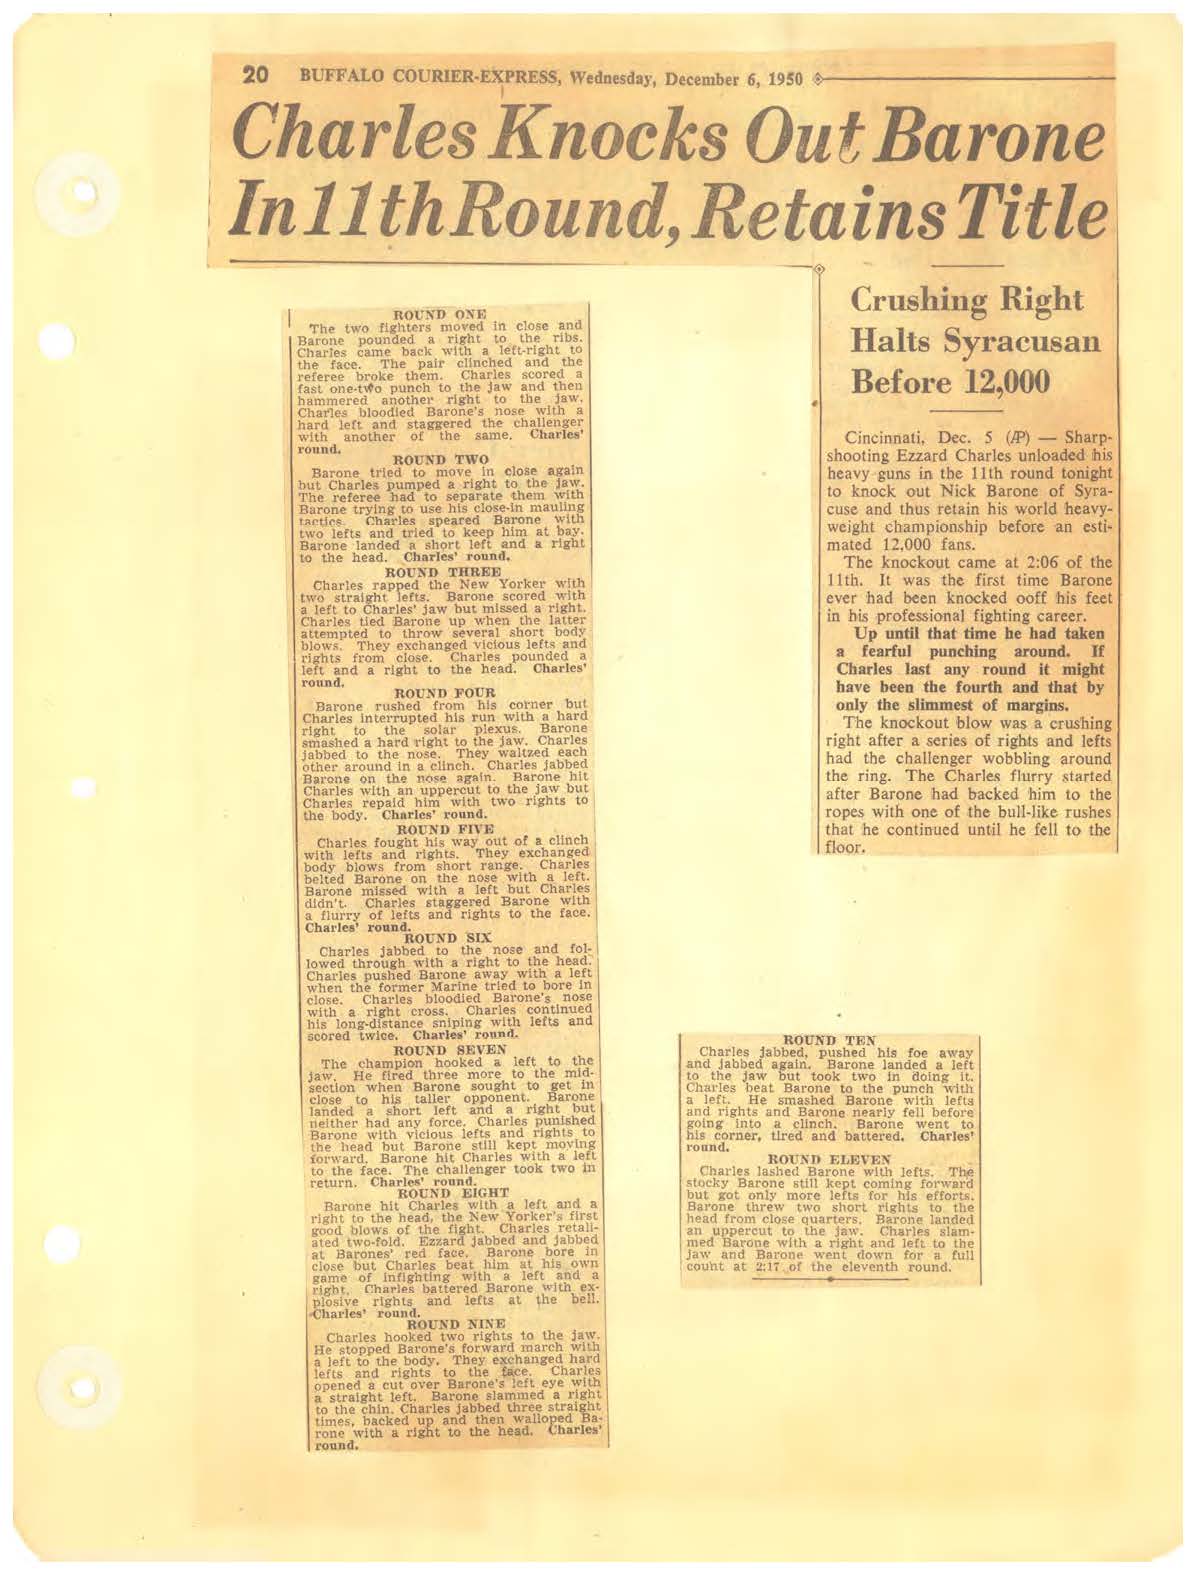 20 BUFFALO COURIER-EXPRESS, Wednesday, December 6, 1950
Charles Knocks Out Barone
In 11th Round, Retains Title
Crushing Right
Halts Syracusan
Before 12,000
Cincinnati, Dec. 5 (AP) — Sharp-
shooting Ezzard Charles unloaded his
heavy guns in the 11th round tonight
to knock out Nick Barone of Syra-
cuse and thus retain his world heavy-
weight championship before an esti-
mated 12,000 fans.
The knockout came at 2:06 of the
11th. It was the first time Barone
ever had been knocked ooff his feet
in his professional fighting career.
Up until that time he had taken
a fearful punching around. If
Charles last any round it might
have been the fourth and that by
only the slimmest of margins.
The knockout blow was a crushing
right after a series of rights and lefts
had the challenger wobbling around
the ring. The Charles flurry started
after Barone had backed him to the
ropes with one of the bull-like rushes
that he continued until he fell to the
floor.
ROUND ONE
The two fighters moved in close and
Barone pounded a right to the ribs.
Charles came back with a left-right to
the face. The pair clinched and the
referee broke them. Charles scored a
fast one-two punch to the jaw and then
hammered another right to the jaw.
Charles bloodied Barone's nose with a
hard left and staggered the challenger
with another of the same. Charles'
round.
ROUND TWO
Barone tried to move in close again
but Charles pumped a right to the jaw.
The referee had to separate them with
Barone trying to use his close-in mauling
tactics. Charles speared Barone with
two lefts and tried to keep him at bay.
Barone landed a short left and a right
to the head. Charles' round.
ROUND THREE
Charles rapped the New Yorker with
two straight lefts. Barone scored with
a left to Charles' jaw but missed a right.
Charles tied Barone up when the latter
attempted to throw several short body
blows. They exchanged vicious lefts and
rights from close. Charles pounded a
left and a right to the head. Charles'
round.
ROUND FOUR
Barone rushed from his corner but
Charles interrupted his run with a hard
right to the solar plexus. Barone
smashed a hard right to the jaw. Charles
jabbed to the nose. They waltzed each
other around in a clinch. Charles jabbed
Barone on the nose again. Barone hit
Charles with an uppercut to the jaw but
Charles repaid him with two rights to
the body. Charles' round.
ROUND FIVE
Charles fought his way out of a clinch
with lefts and rights. They exchanged
body blows from short range. Charles
belted Barone on the nose with a left.
Barone missed with a left but Charles
didn't. Charles staggered Barone with
a flurry of lefts and rights to the face.
Charles' round.
ROUND SIX
Charles jabbed to the nose and fol-
lowed through with a right to the head.
Charles pushed Barone away with a left
when the former Marine tried to bore in
close. Charles bloodied Barone's nose
with a right cross. Charles continued
his long-distance sniping with lefts and
scored twice. Charles' round.
ROUND SEVEN
The champion hooked a left to the
jaw. He fired three more to the mid-
section when Barone sought to get in
close to his taller opponent. Barone
landed a short left and a right but
neither had any force. Charles punished
Barone with vicious lefts and rights to
the head but Barone still kept moving
forward. Barone hit Charles with a left
to the face. The challenger took two in
return. Charles' round.
ROUND EIGHT
Barone hit Charles with a left and a
right to the head, the New Yorker's first
good blows of the fight. Charles retali-
ated two-fold. Ezzard jabbed and jabbed
at Barones' red face. Barone bore in
close but Charles beat him at his own
game of infighting with a left and a
right. Charles battered Barone with ex-
plosive rights and lefts at the bell.
Charles' round.
ROUND NINE
Charles hooked two rights to the jaw.
He stopped Barone's forward march with
a left to the body. They exchanged hard
lefts and rights to the face. Charles
opened a cut over Barone's left eye with
a straight left. Barone slammed a right
to the chin. Charles jabbed three straight
times, backed up and then walloped Ba-
rone with a right to the head. Charles'
round.
ROUND TEN
Charles jabbed, pushed his foe away
and jabbed again. Barone landed a left
to the jaw but took two in doing it.
Charles beat Barone to the punch with
a left. He smashed Barone with lefts
and rights and Barone nearly fell before
going into a clinch. Barone went to
his corner, tired and battered. Charles'
round.
ROUND ELEVEN
Charles lashed Barone with lefts. The
stocky Barone still kept coming forward
but got only more lefts for his efforts.
Barone threw two short rights to the
head from close quarters. Barone landed
an uppercut to the jaw. Charles slam-
med Barone with a right and left to the
jaw and Barone went down for a full
count at 2:17 of the eleventh round.